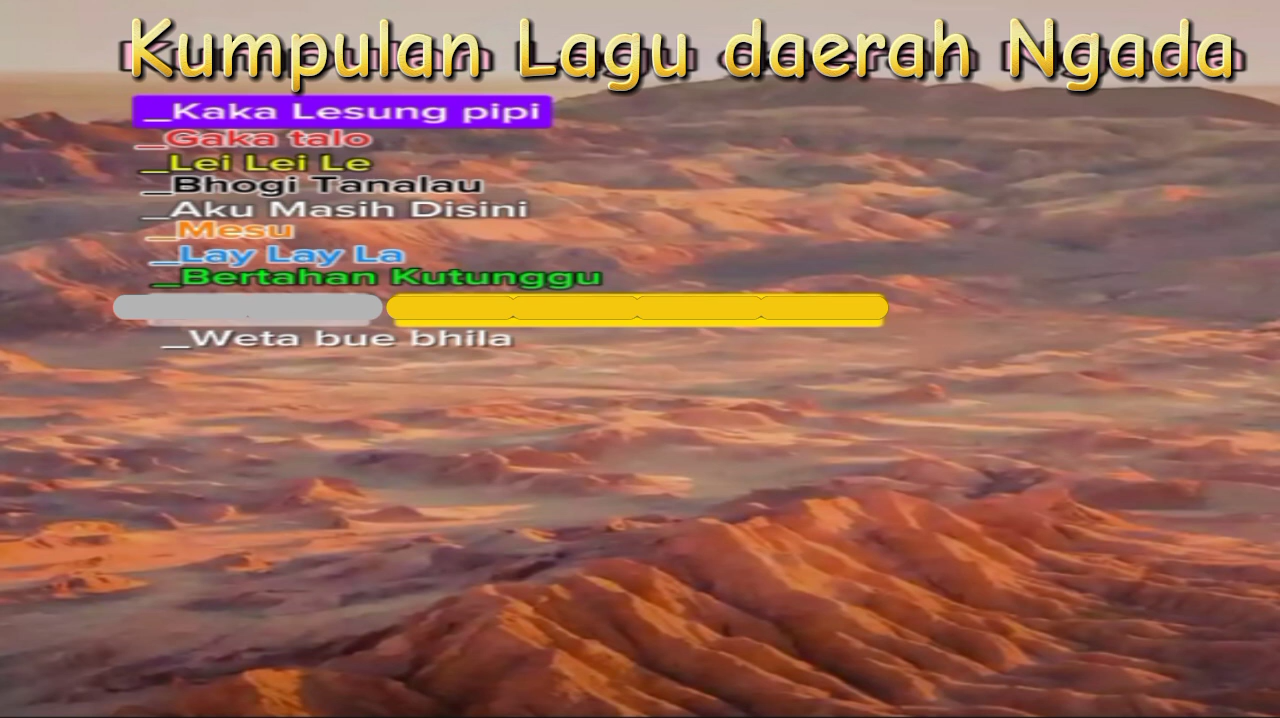 Kumpulan Lagu daerah Ngada
_Kaka Lesung pipi
_Gaka talo
_Lei Lei Le
_Bhogi Tanalau
_Aku Masih Disini
_Mesu
_Lay Lay La
_Bertahan Kutunggu
_Weta bue bhila